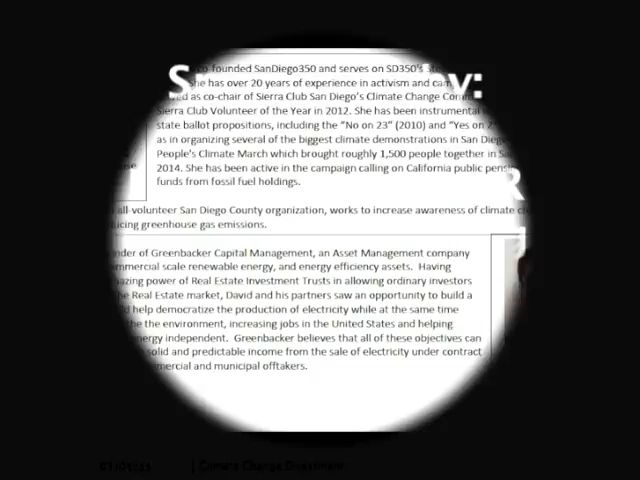 co-founded SanDiego350 and serves on SD350's
She has over 20 years of experience in activism and
as co-chair of Sierra Club San Diego's Climate Change
Sierra Club Volunteer of the Year in 2012. She has been instrumental
state ballot propositions, including the "No on 23" (2010) and "Yes on
as in organizing several of the biggest climate demonstrations in San Diego
People's Climate March which brought roughly 1,500 people together in
2014. She has been active in the campaign calling on California public
funds from fossil fuel holdings.
all-volunteer San Diego County organization, works to increase awareness of climate
ucing greenhouse gas emissions.
nder of Greenbacker Capital Management, an Asset Management company
mmercial scale renewable energy, and energy efficiency assets. Having
azing power of Real Estate Investment Trusts in allowing ordinary investors
he Real Estate market, David and his partners saw an opportunity to build a
d help democratize the production of electricity while at the same time
the the environment, increasing jobs in the United States and helping
nergy independent. Greenbacker believes that all of these objectives can
solid and predictable income from the sale of electricity under contract
mercial and municipal offtakers.
| Climate Change Investment